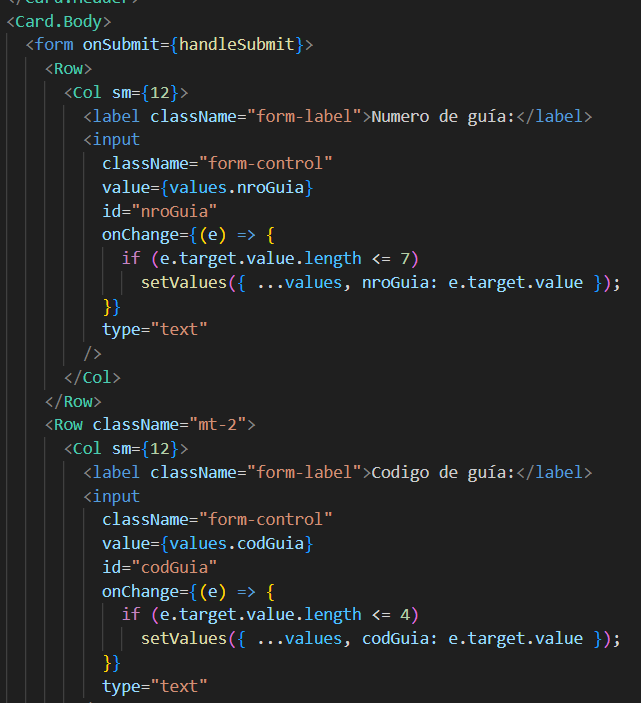 </Card.Header>
<Card.Body>
<form onSubmit={handleSubmit}>
<Row>
<Col sm={12}>
<label className="form-label">Numero de guía:</label>
<input
className="form-control"
value={values.nroGuia}
id="nroGuia"
onChange={(e) => {
if (e.target.value.length <= 7)
setValues({ ...values, nroGuia: e.target.value });
}}
type="text"
/>
</Col>
</Row>
<Row className="mt-2">
<Col sm={12}>
<label className="form-label">Codigo de guía:</label>
<input
className="form-control"
value={values.codGuia}
id="codGuia"
onChange={(e) => {
if (e.target.value.length <= 4)
setValues({ ...values, codGuia: e.target.value });
}}
type="text"